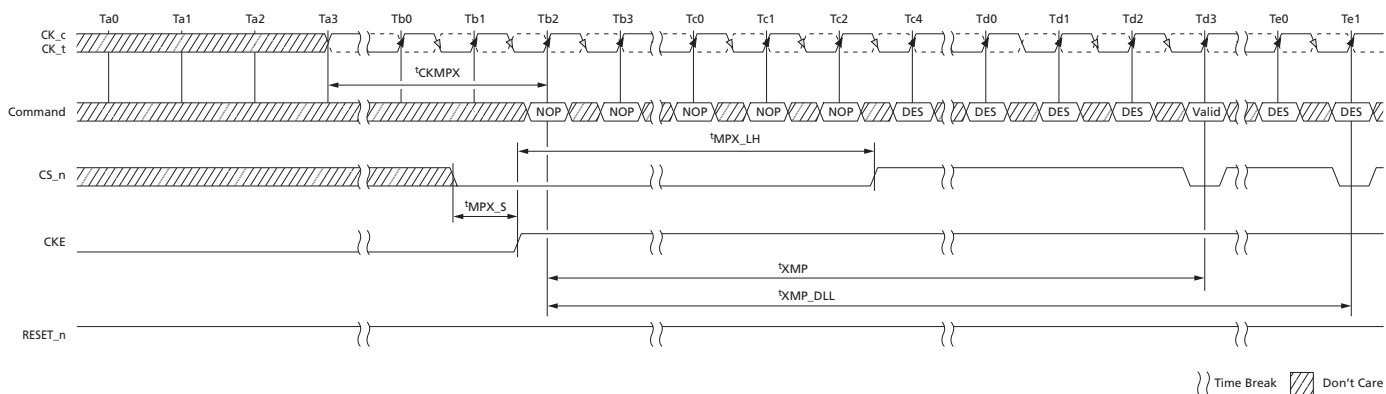 Ta0 Ta1 Ta2 Ta3 Tb0 Tb1 Tb2 Tb3 Tc0 Tc1 Tc2 Tc4 Td0 Td1 Td2 Td3 Te0 Te1
CK_c
CK_t
tCKMPX
Command NOP NOP NOP NOP NOP DES DES DES DES Valid DES DES
tMPX_LH
CS_n
tMPX_S
CKE
tXMP
tXMP_DLL
RESET_n
Time Break Don't Care